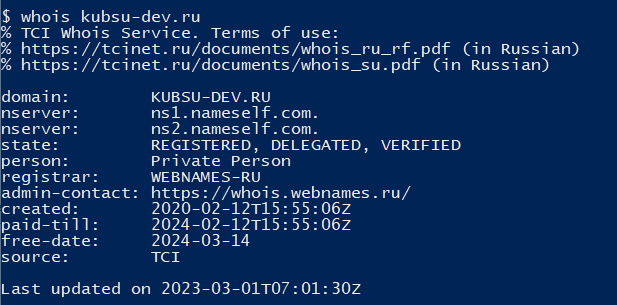 $ whois kubsu-dev.ru
% TCI Whois Service. Terms of use:
% https://tcinet.ru/documents/whois_ru_rf.pdf (in Russian)
% https://tcinet.ru/documents/whois_su.pdf (in Russian)

domain:        KUBSU-DEV.RU
nserver:       ns1.nameself.com.
nserver:       ns2.nameself.com.
state:         REGISTERED, DELEGATED, VERIFIED
person:        Private Person
registrar:     WEBNAMES-RU
admin-contact: https://whois.webnames.ru/
created:       2020-02-12T15:55:06Z
paid-till:     2024-02-12T15:55:06Z
free-date:     2024-03-14
source:        TCI

Last updated on 2023-03-01T07:01:30Z